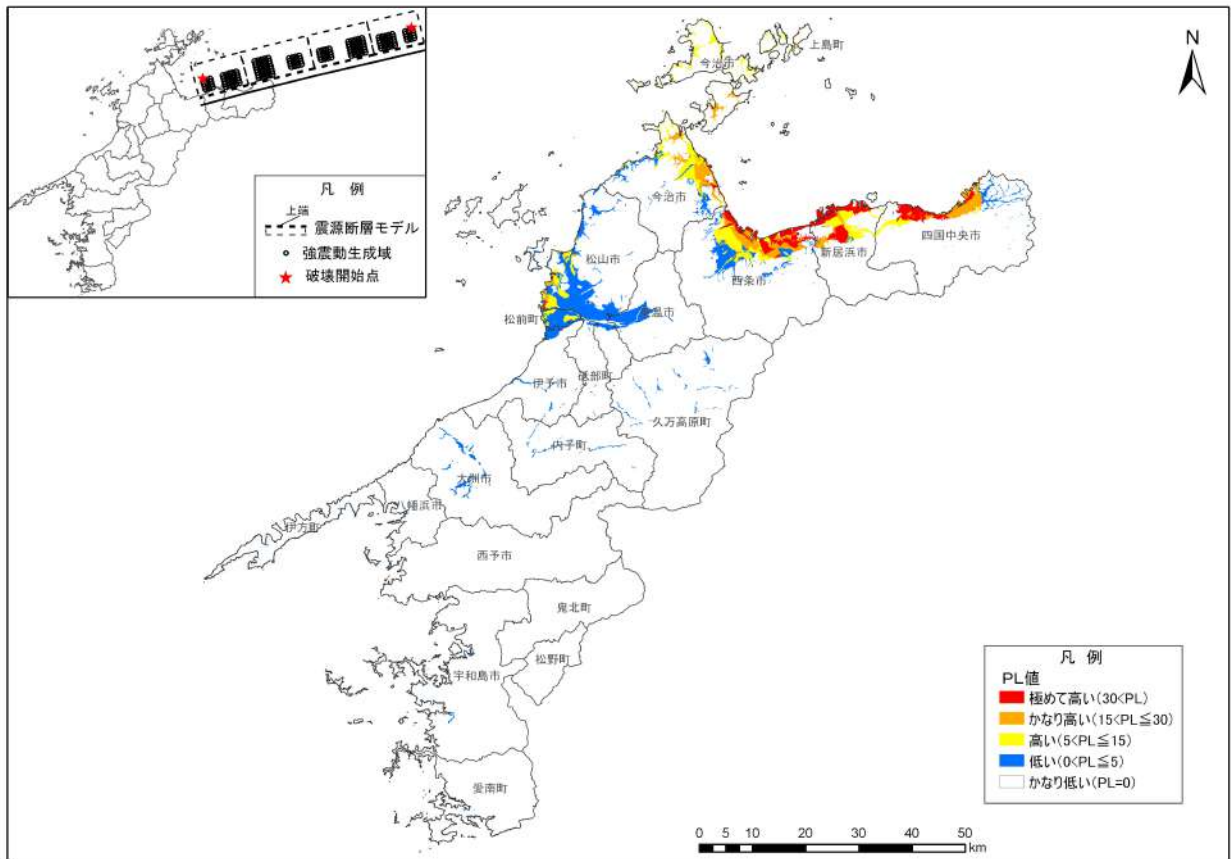 凡 例
上端
震源断層モデル
強震動生成域
破壊開始点
N
上島町
今治市
今治市
四国中央市
新居浜市
西条市
松山市
松前町
伊予市
砥部町
久万高原町
内子町
大洲市
八幡浜市
伊方町
西予市
鬼北町
松野町
宇和島市
愛南町
凡 例
PL値
極めて高い(30<PL)
かなり高い(15<PL≦30)
高い(5<PL≦15)
低い(0<PL≦5)
かなり低い(PL=0)
0 5 10 20 30 40 50
km